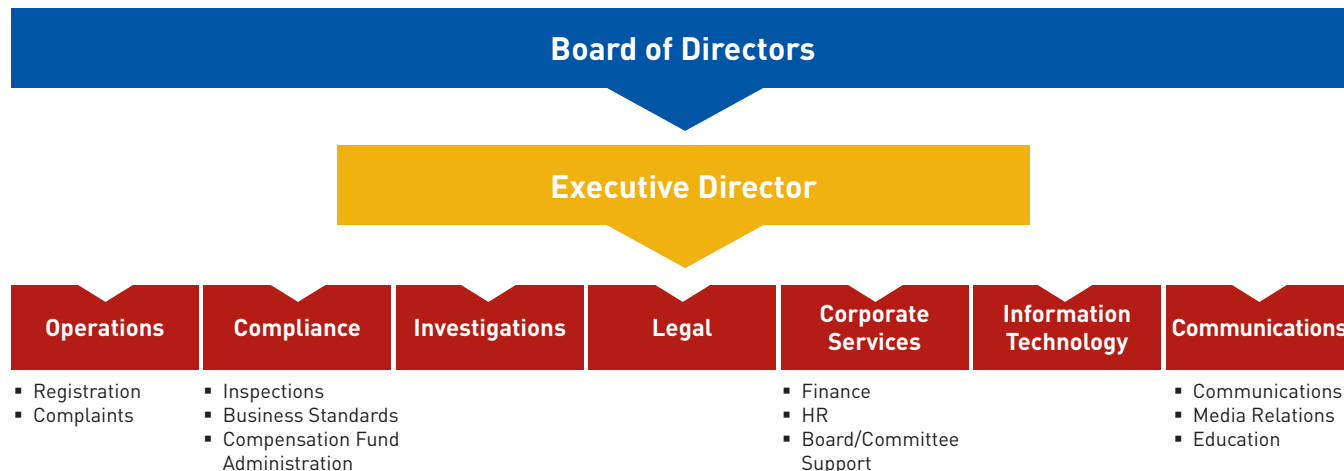 Board of Directors
Executive Director
Operations
Compliance
Investigations
Legal
Corporate
Services
Information
Technology
Communications
▪ Registration
▪ Complaints
▪ Inspections
▪ Business Standards
▪ Compensation Fund
Administration
▪ Finance
▪ HR
▪ Board/Committee
Support
▪ Communications
▪ Media Relations
▪ Education